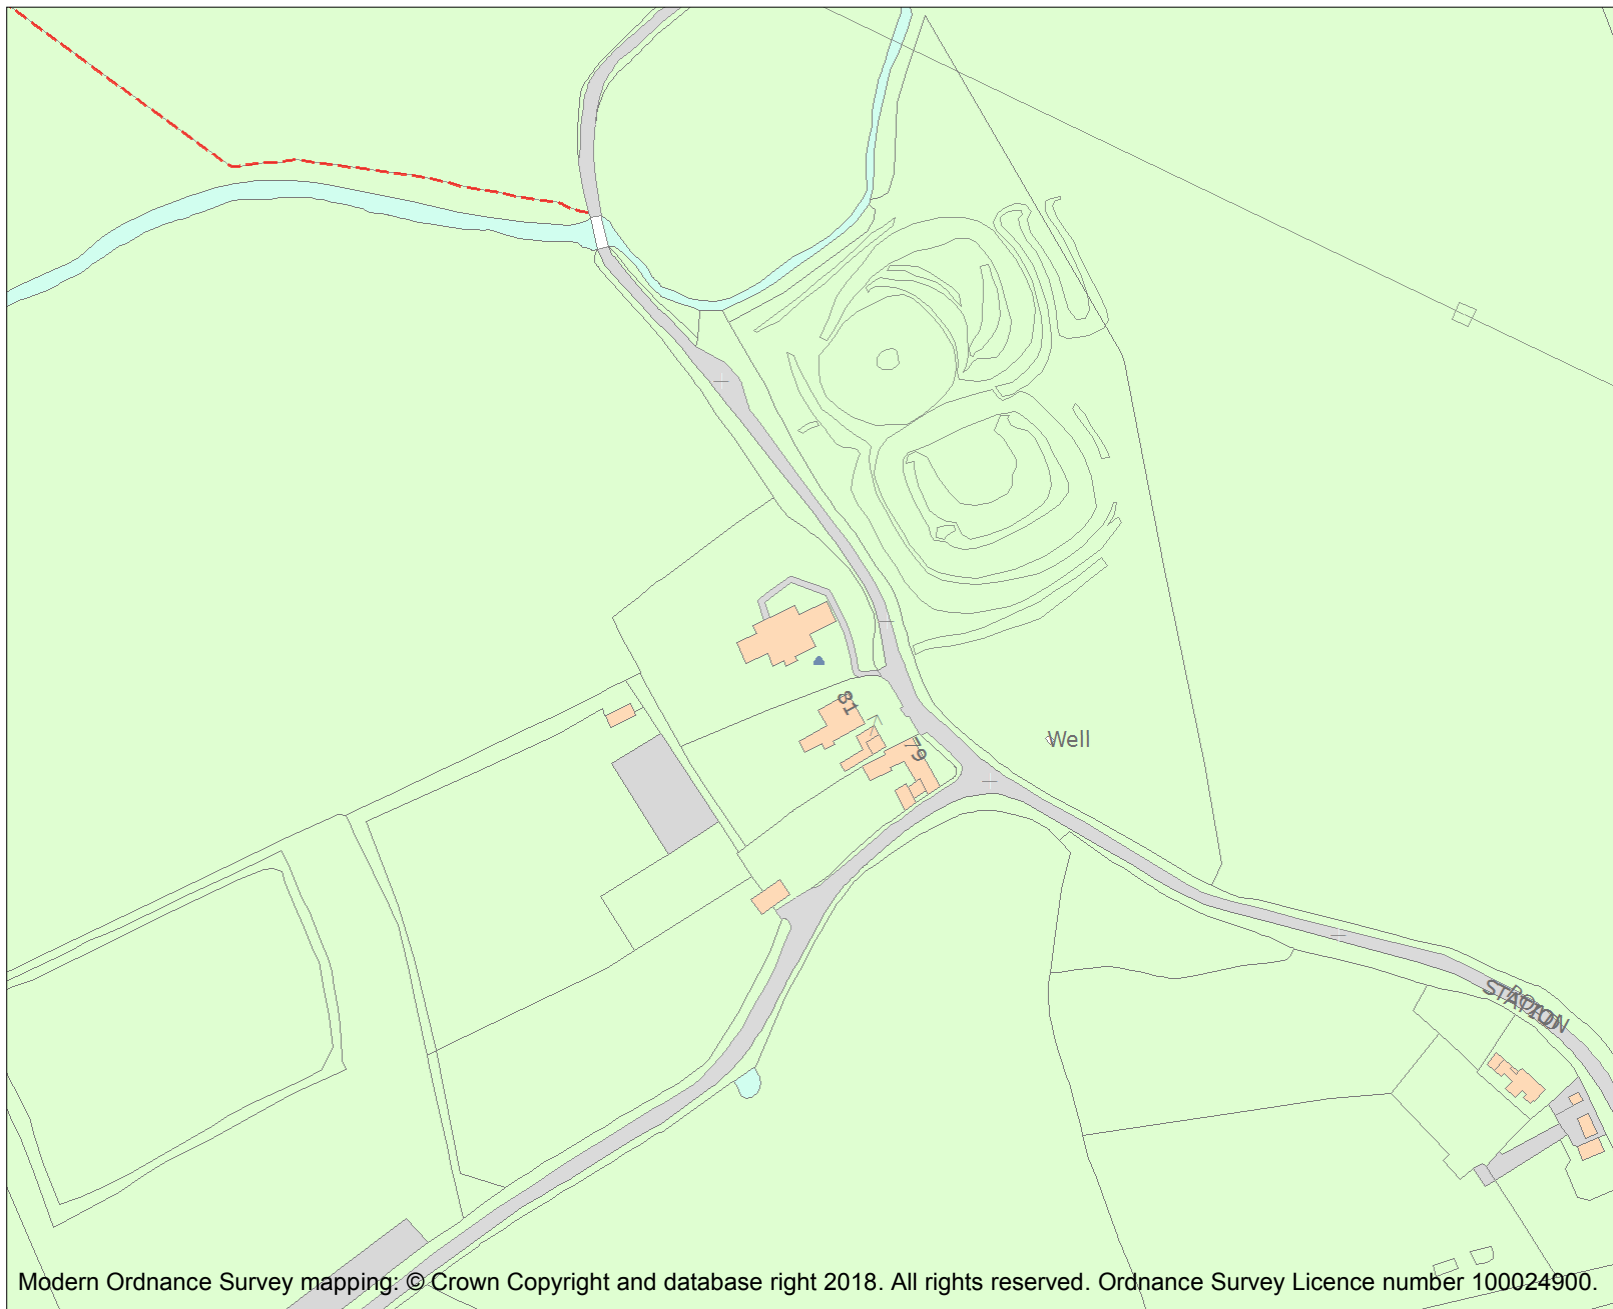 81
79
Well
STATION
ROAD
Modern Ordnance Survey mapping: © Crown Copyright and database right 2018. All rights reserved. Ordnance Survey Licence number 100024900.